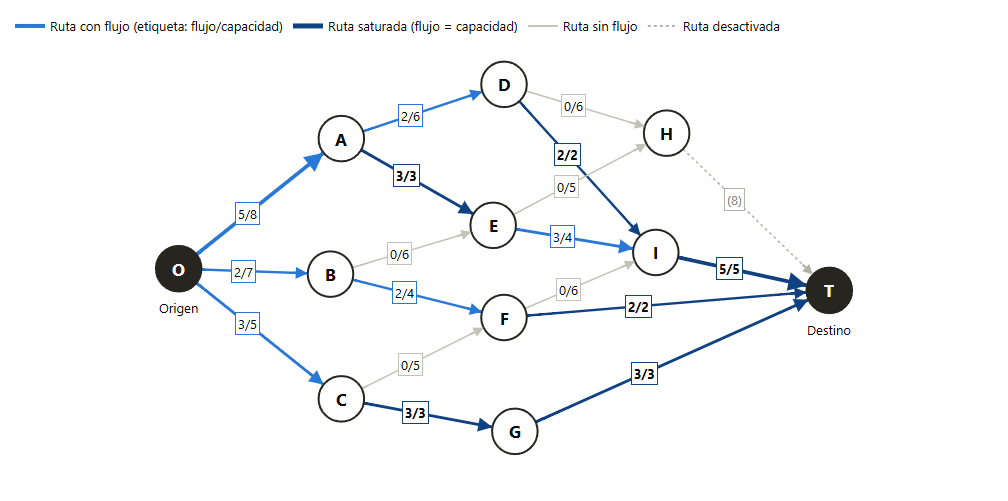 Ruta con flujo (etiqueta: flujo/capacidad) Ruta saturada (flujo = capacidad) Ruta sin flujo Ruta desactivada
D
0/6
2/6
H
A
2/2
3/3
0/5
(8)
5/8
E
3/4
0/6
I
O
2/7
B
5/5
Origen
2/4
0/6
T
2/2
F
3/5
Destino
0/5
3/3
C
3/3
G